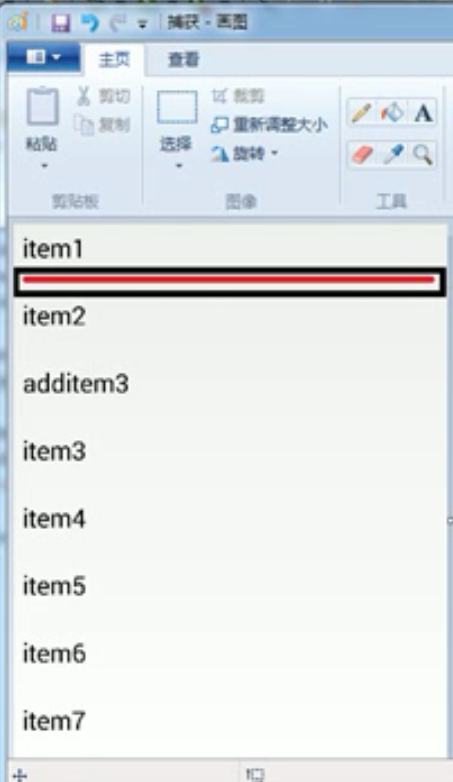 捕获 - 画图
主页 查看
剪切
复制
粘贴
选择
裁剪
重新调整大小
旋转
A
剪贴板 图像 工具
item1
item2
additem3
item3
item4
item5
item6
item7